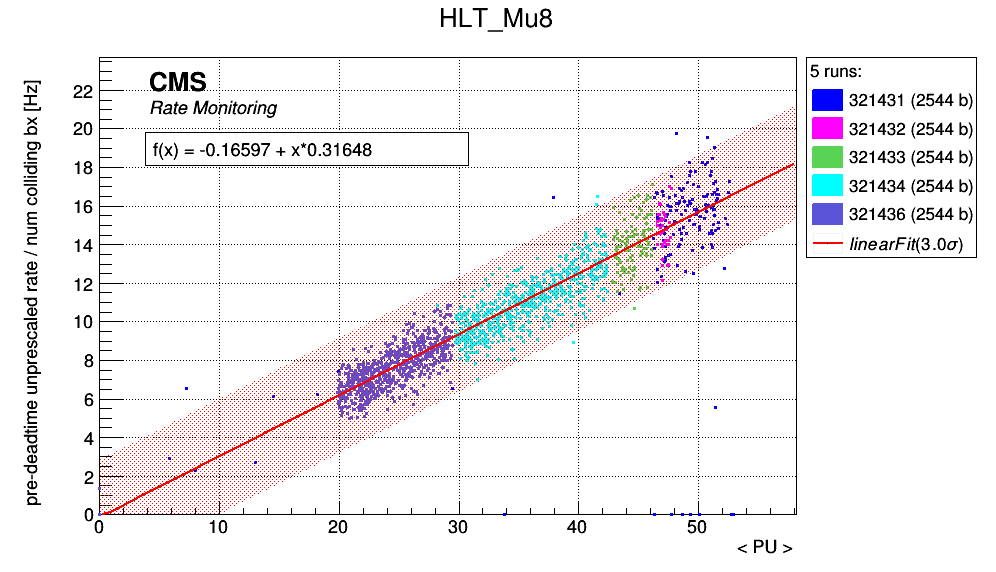 HLT_Mu8
pre-deadtime unprescaled rate / num colliding bx [Hz]
CMS
Rate Monitoring
f(x) = -0.16597 + x*0.31648
22
20
18
16
14
12
10
8
6
4
2
0
0 10 20 30 40 50
< PU >
5 runs:
321431 (2544 b)
321432 (2544 b)
321433 (2544 b)
321434 (2544 b)
321436 (2544 b)
linearFit(3.0σ)